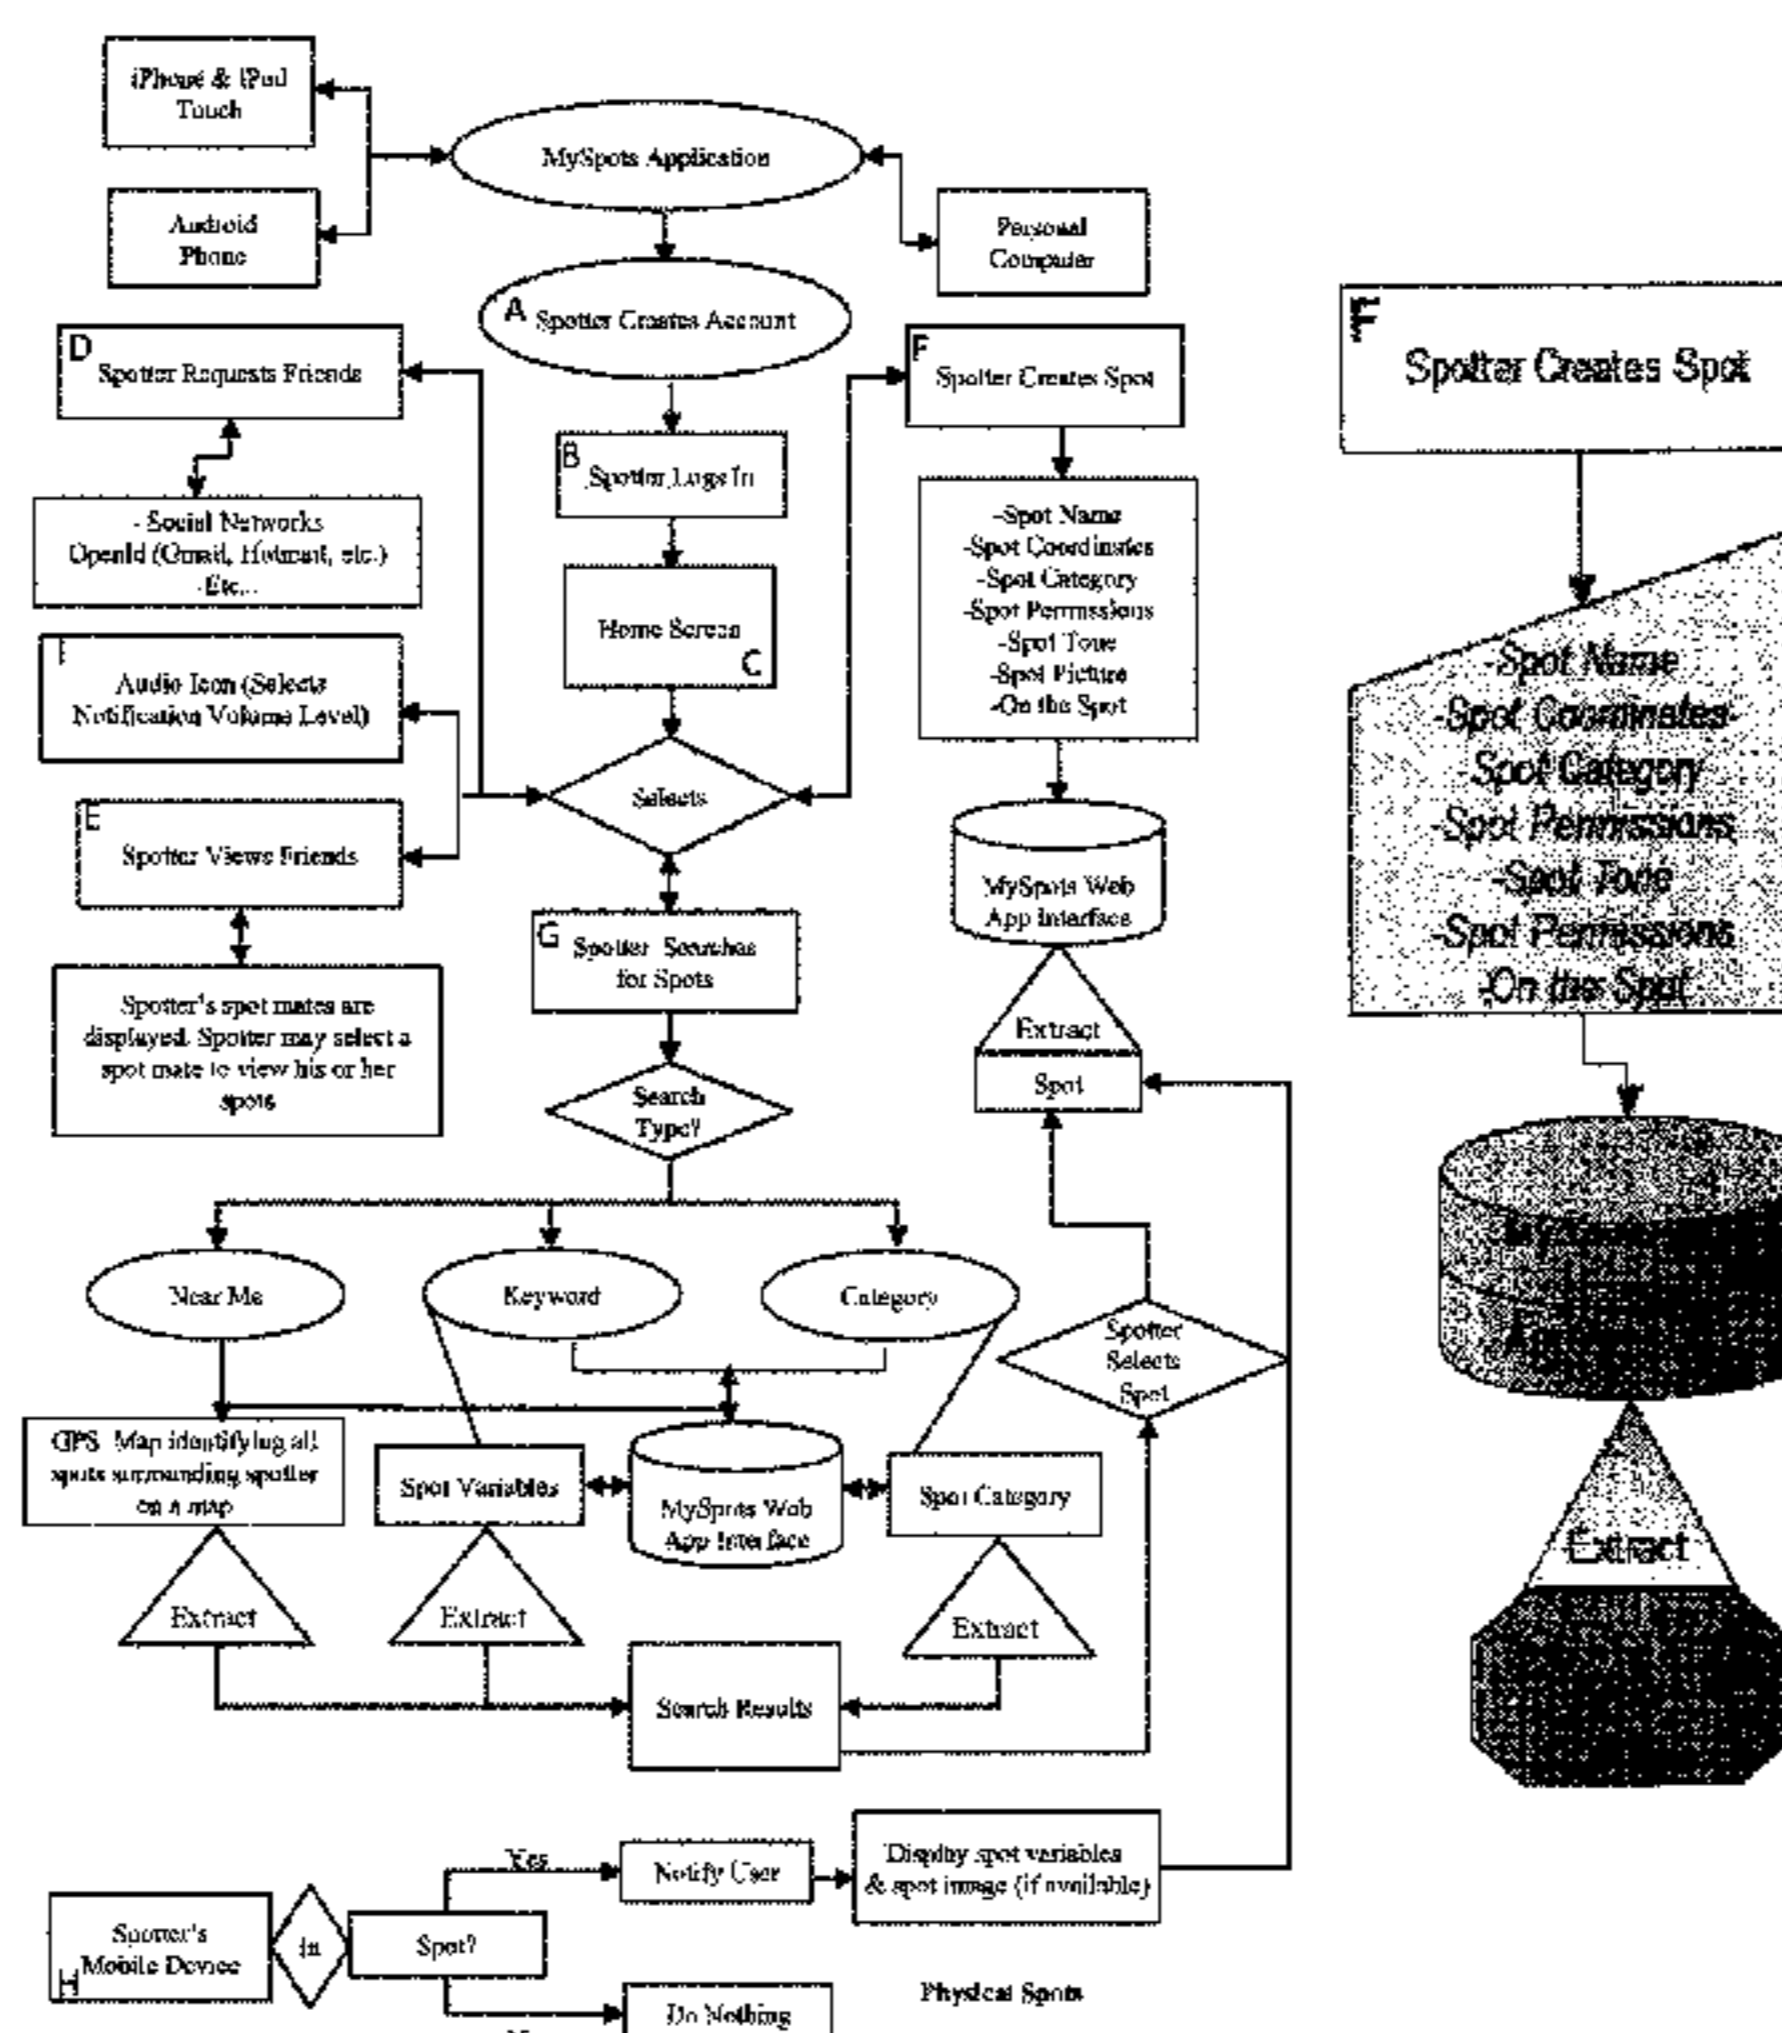 iPhone & iPod
Touch
MySpots Application
Android
Phone
Personal
Computer
A Spotter Creates Account
D
Spotter Requests Friends
F
Spotter Creates Spot
B
Spotter Logs In
- Social Networks
OpenId (Gmail, Hotmail, etc.)
-Etc..
Home Screen
C
-Spot Name
-Spot Coordinates
-Spot Category
-Spot Permissions
-Spot Tone
-Spot Picture
-On the Spot
I
Audio Icon (Selects
Notification Volume Level)
Selects
E
Spotter Views Friends
MySpots Web
App Interface
G
Spotter Searches
for Spots
Spotter's spot mates are
displayed. Spotter may select a
spot mate to view his or her
spots
Extract
Spot
Search
Type?
Near Me
Keyword
Category
Spotter
Selects
Spot
GPS Map identifying all
spots surrounding spotter
on a map
Spot Variables
MySpots Web
App Interface
Spot Category
Extract
Extract
Extract
Search Results
Yes
Notify User
Display spot variables
& spot image (if available)
Spotter's
Mobile Device
H
In
Spot?
Do Nothing
Physical Spots
F
Spotter Creates Spot
-Spot Name
-Spot Coordinates-
Spot Category
-Spot Permissions
-Spot Tone
-Spot Permissions
-On the Spot
Extract